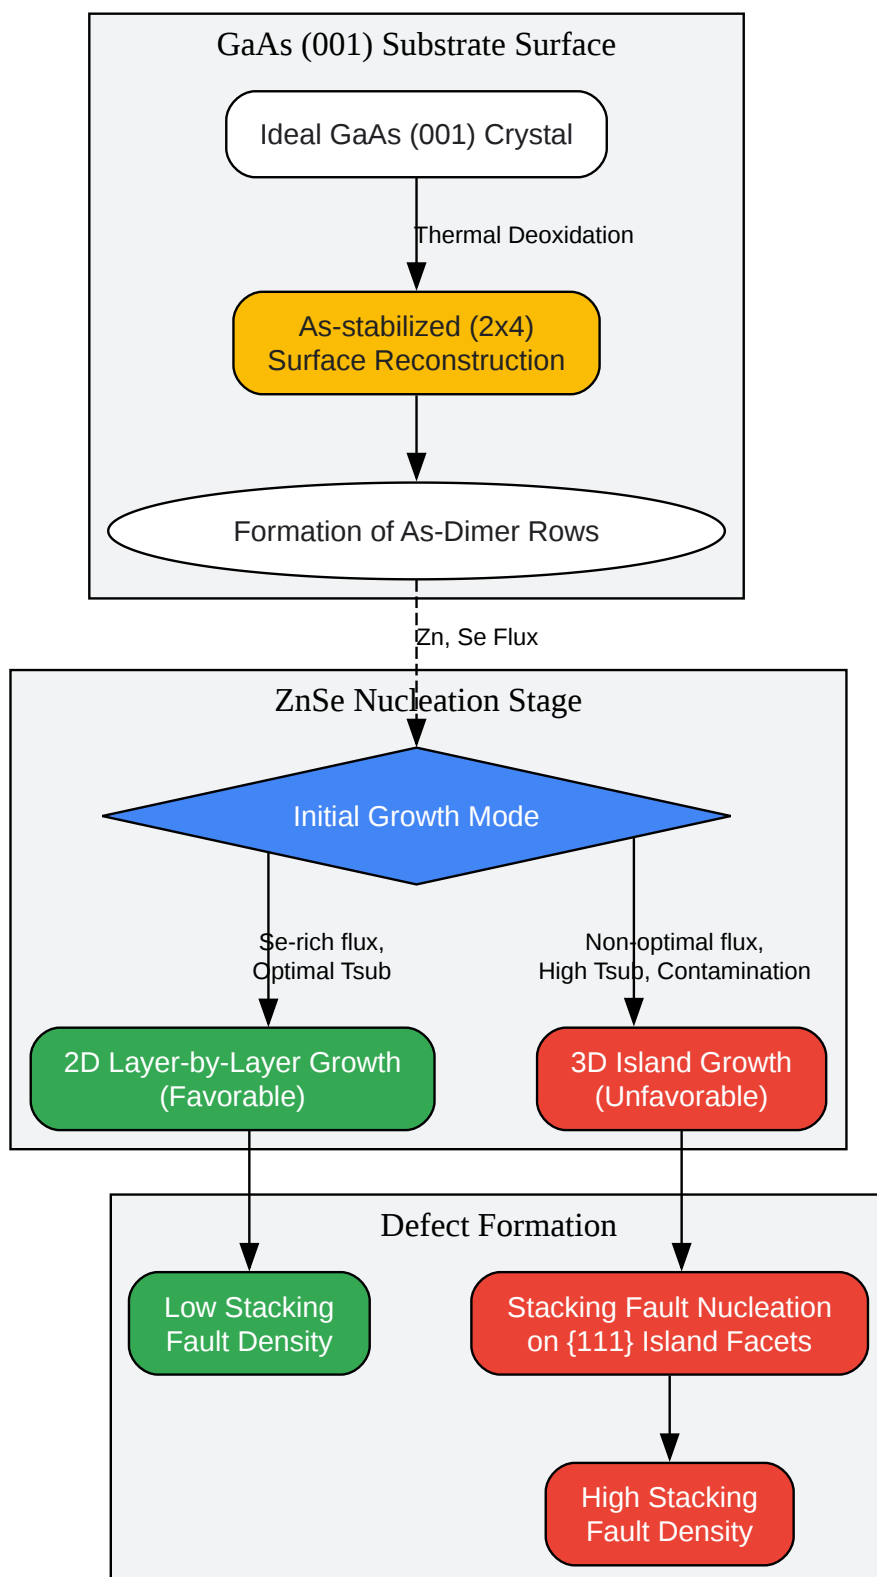 GaAs (001) Substrate Surface
Ideal GaAs (001) Crystal
Thermal Deoxidation
As-stabilized (2x4)
Surface Reconstruction
Formation of As-Dimer Rows
Zn, Se Flux
ZnSe Nucleation Stage
Initial Growth Mode
Se-rich flux,
Optimal Tsub
Non-optimal flux,
High Tsub, Contamination
2D Layer-by-Layer Growth
(Favorable)
3D Island Growth
(Unfavorable)
Defect Formation
Low Stacking
Fault Density
Stacking Fault Nucleation
on {111} Island Facets
High Stacking
Fault Density